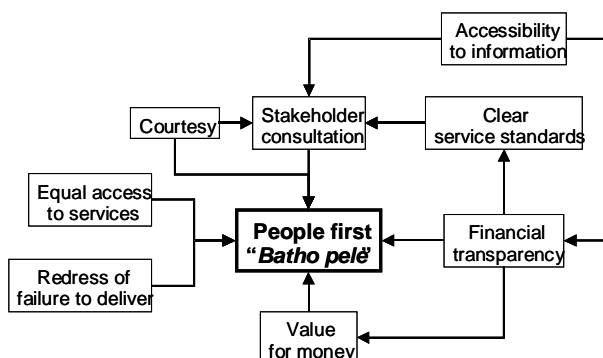 Accessibility
to information
Courtesy
Stakeholder
consultation
Clear
service standards
Equal access
to services
People first
“Batho pele”
Financial
transparency
Redress of
failure to deliver
Value
for money